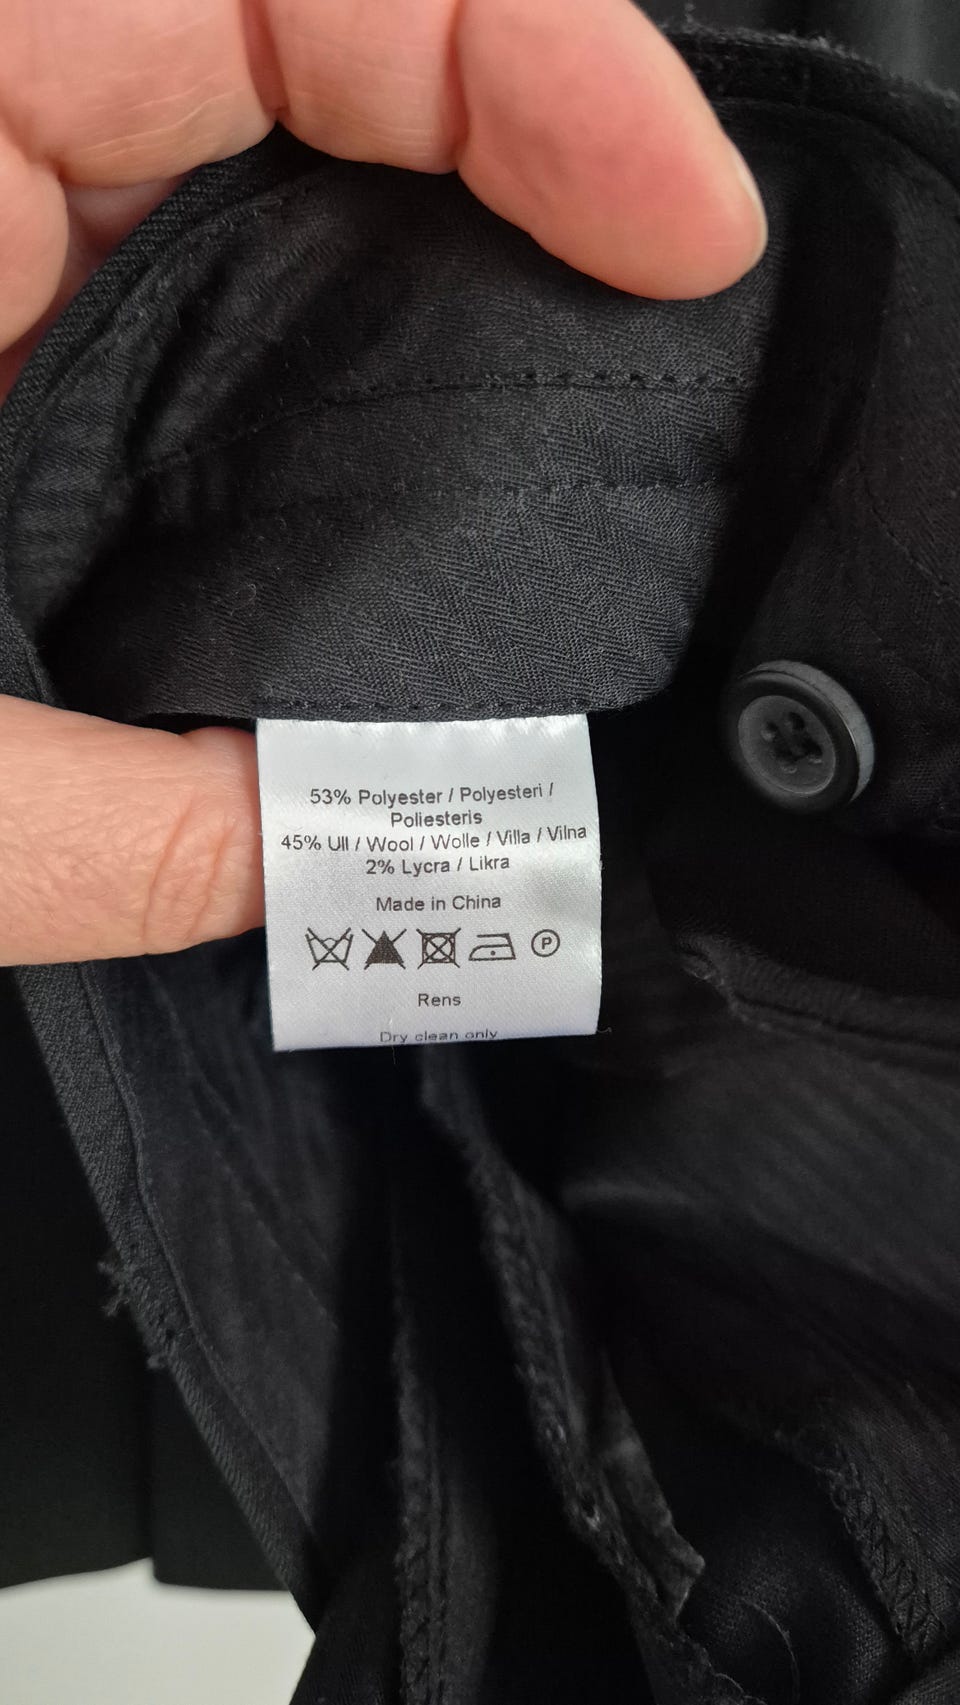 53% Polyester / Polyesteri /
Poliesteris
45% Ull / Wool / Wolle / Villa / Vilna
2% Lycra / Likra
Made in China
P
Rens
Dry clean only